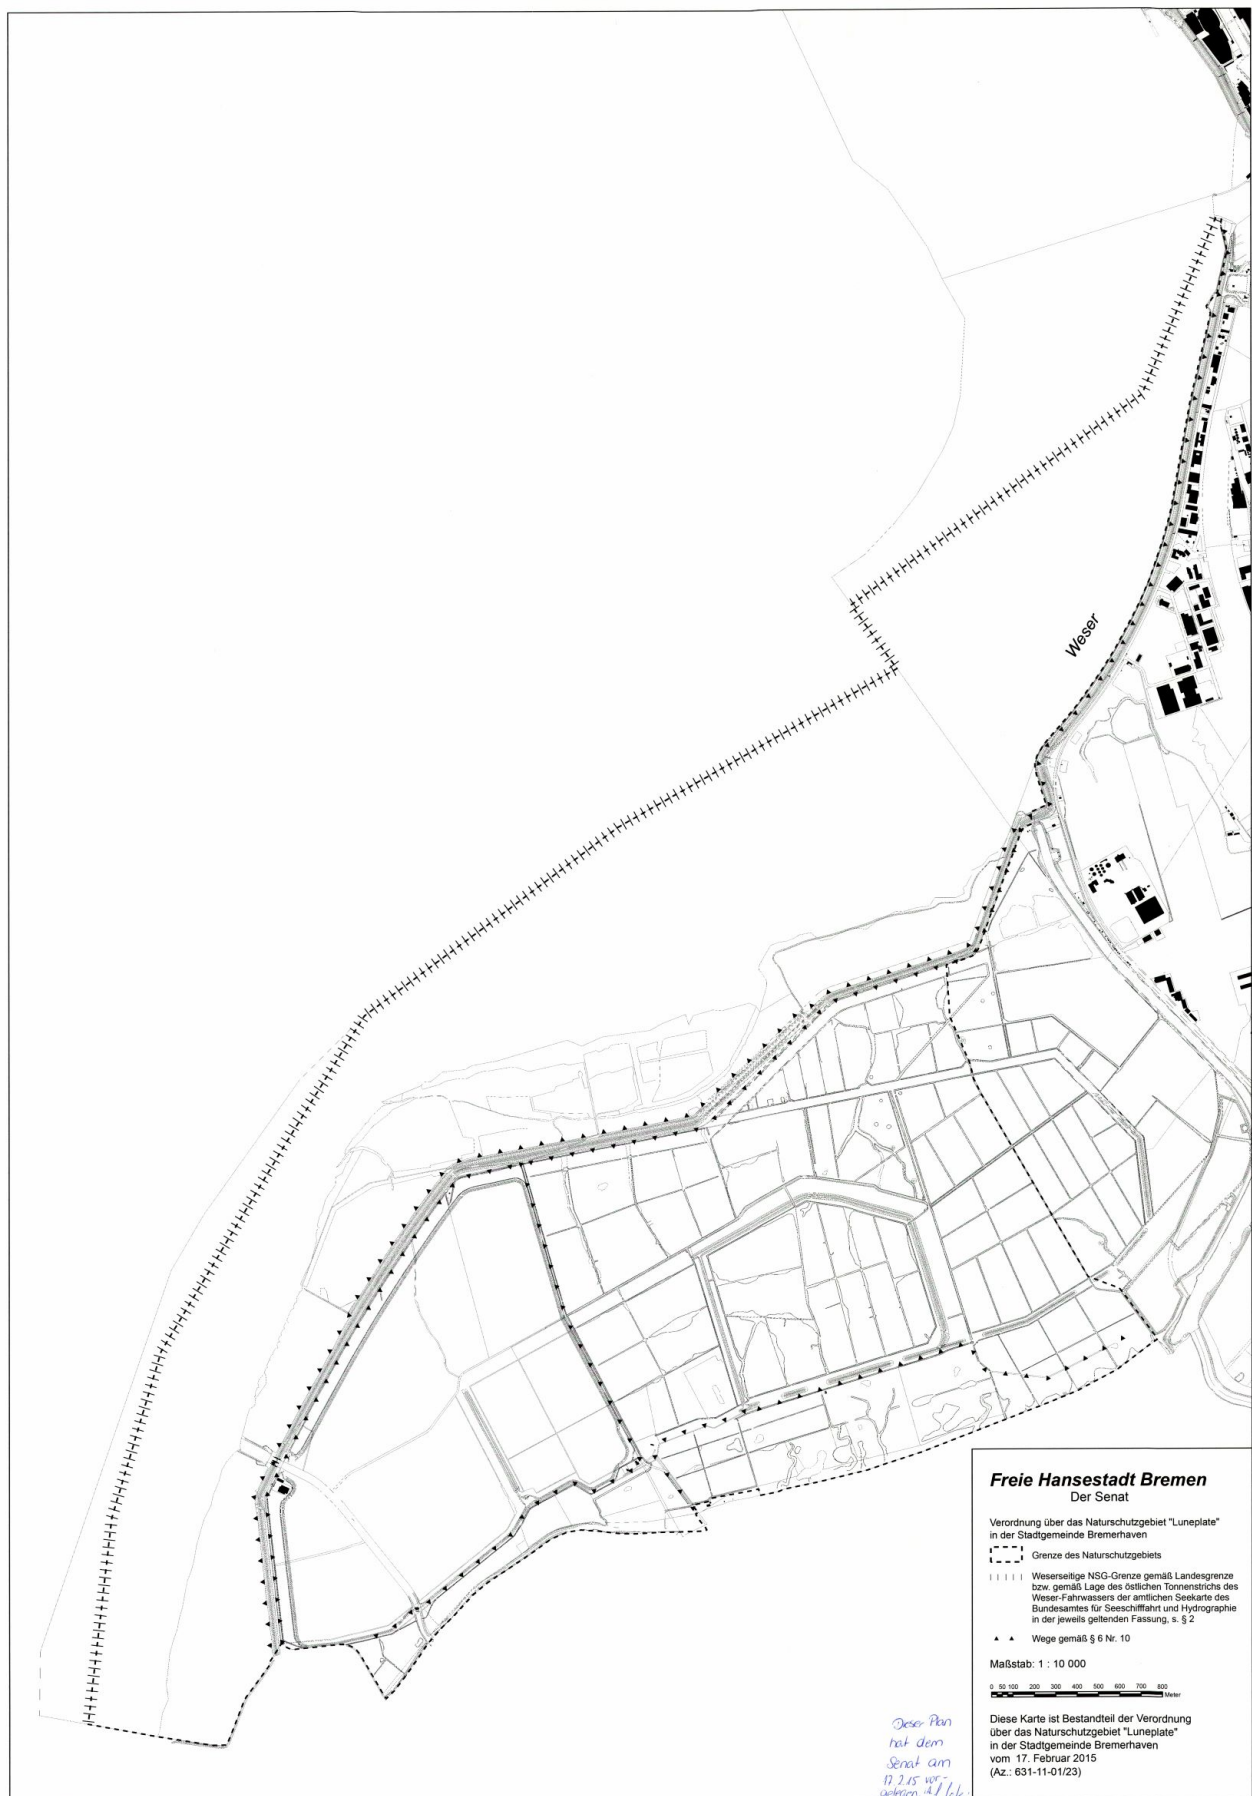 Weser
Freie Hansestadt Bremen
Der Senat
Verordnung über das Naturschutzgebiet "Luneplate"
in der Stadtgemeinde Bremerhaven
Grenze des Naturschutzgebiets
Weserseitige NSG-Grenze gemäß Landesgrenze
bzw. gemäß Lage des östlichen Tonnenstrichs des
Weser-Fahrwassers der amtlichen Seekarte des
Bundesamtes für Seeschifffahrt und Hydrographie
in der jeweils geltenden Fassung, s. § 2
Wege gemäß § 6 Nr. 10
Maßstab: 1 : 10 000
0 50 100 200 300 400 500 600 700 800
Meter
Diese Karte ist Bestandteil der Verordnung
über das Naturschutzgebiet "Luneplate"
in der Stadtgemeinde Bremerhaven
vom 17. Februar 2015
(Az.: 631-11-01/23)
Dieser Plan
hat dem
Senat am
17.2.15 vor-
gelegen